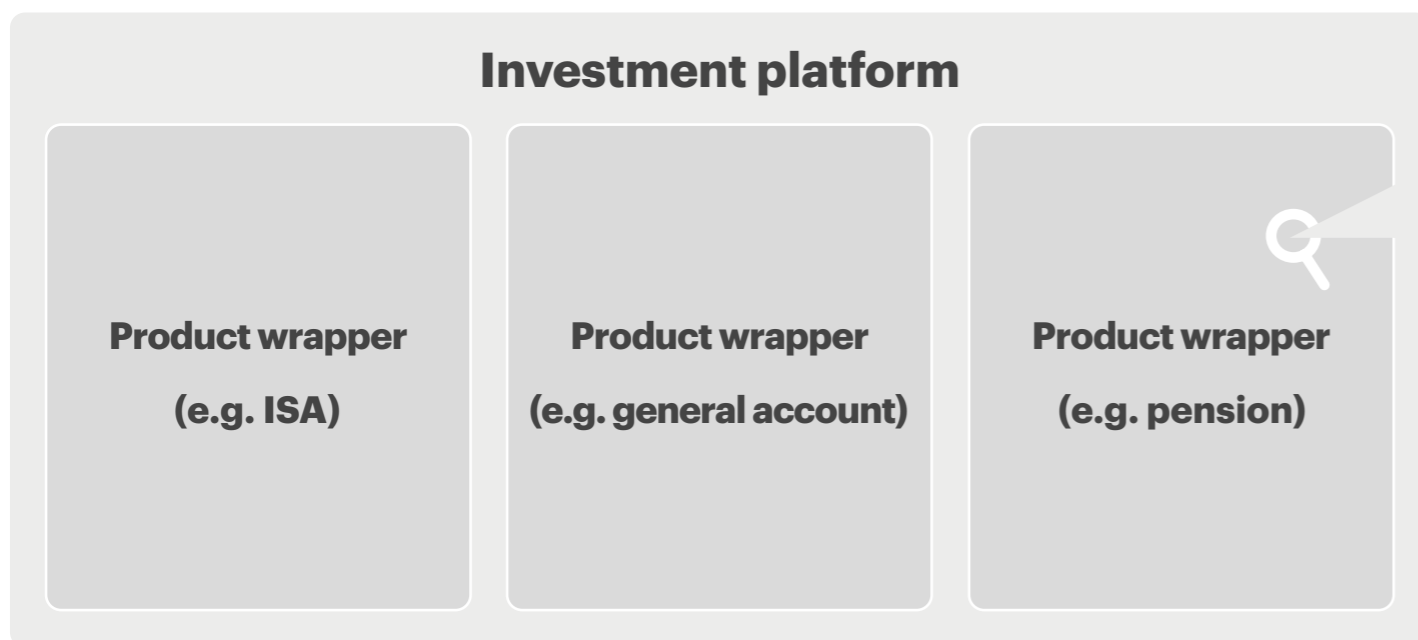 Investment platform
Product wrapper
(e.g. ISA)
Product wrapper
(e.g. general account)
Product wrapper
(e.g. pension)